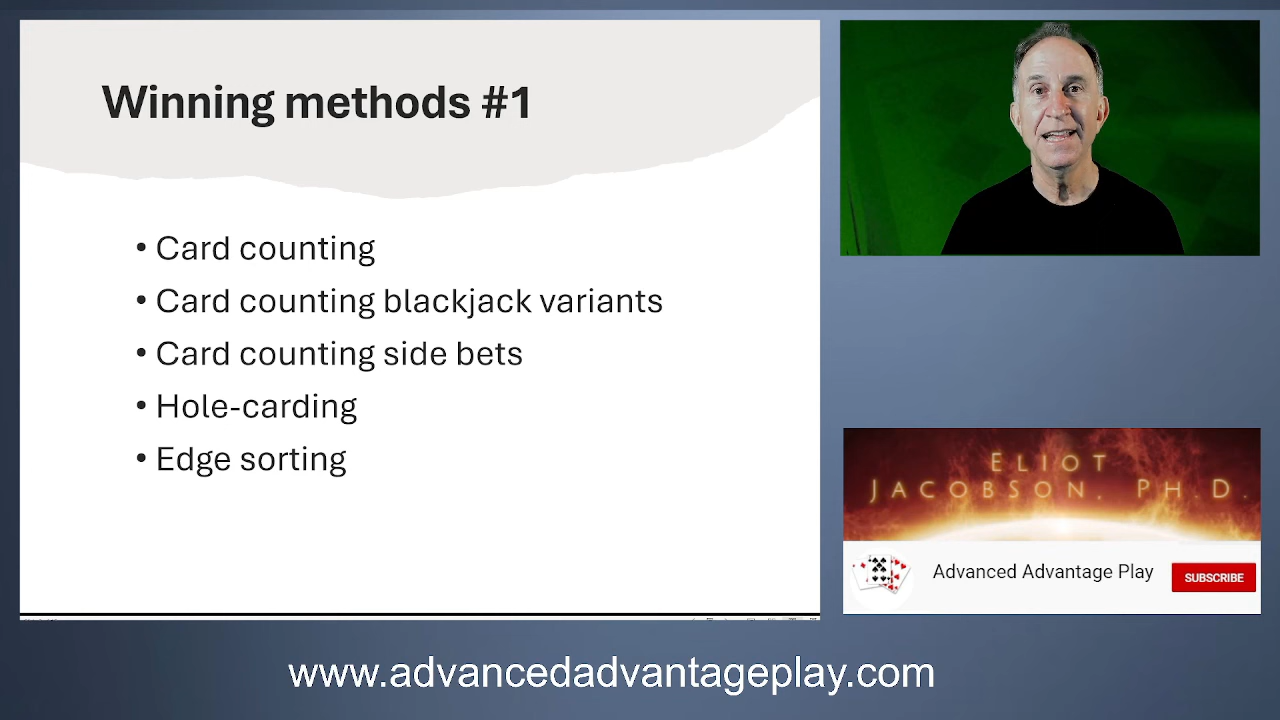 Winning methods #1
• Card counting
• Card counting blackjack variants
• Card counting side bets
• Hole-carding
• Edge sorting
ELIOT
JACOBSON, PH.D.
Advanced Advantage Play
SUBSCRIBE
www.advancedadvantageplay.com